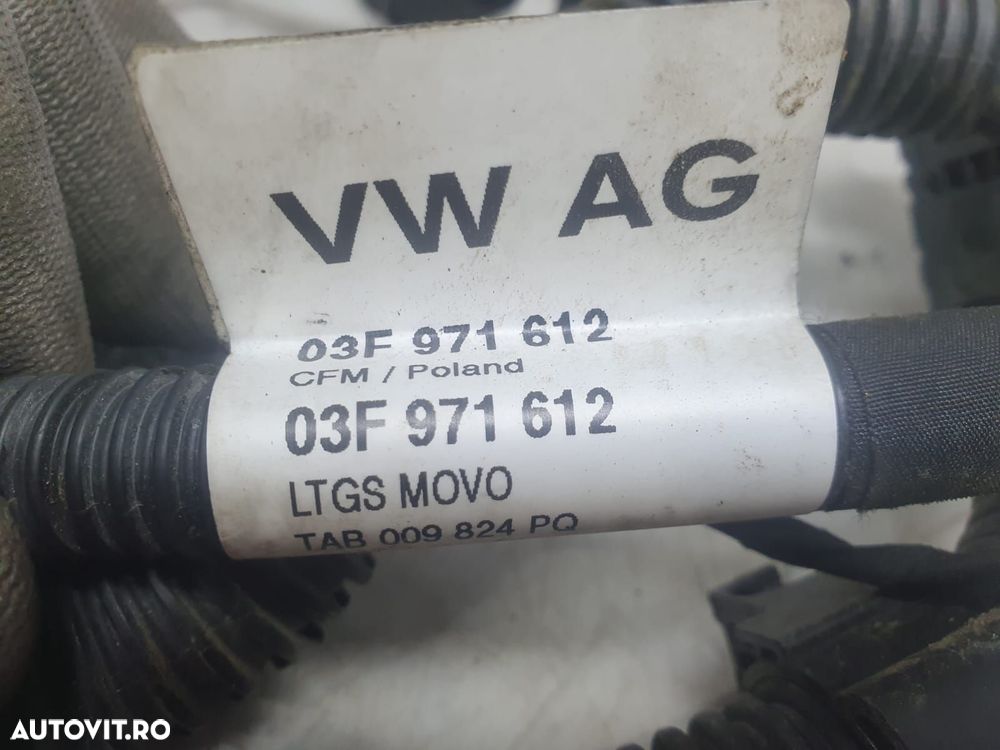 VW AG
03F 971 612
CFM / Poland
03F 971 612
LTGS MOVO
TAB 009 824 PQ
AUTOVIT.RO